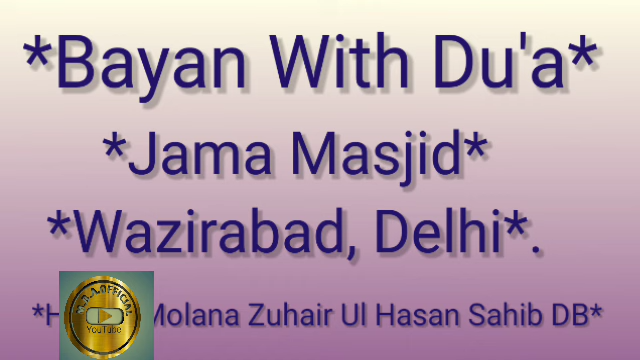 *Bayan With Du'a*
*Jama Masjid*
*Wazirabad, Delhi*.
Molana Zuhair Ul Hasan Sahib DB*
YouTube